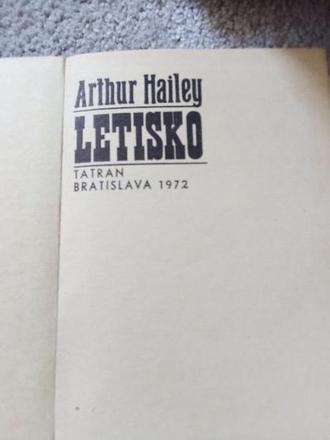 Arthur Hailey
LETISKO
TATRAN
BRATISLAVA 1972